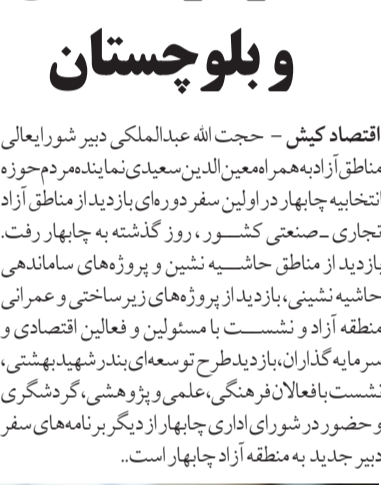 و بلوچستان
اقتصاد کیش - حجت الله عبدالملکی دبیر شورایعالی
مناطق آزاد به همراه معین الدین سعیدی نماینده مردم حوزه
انتخابیه چابهار در اولین سفر دوره ای بازدید از مناطق آزاد
تجاری -صنعتی کشور، روز گذشته به چابهار رفت.
بازدید از مناطق حاشیه نشین و پروژه های ساماندهی
حاشیه نشینی، بازدید از پروژه های زیرساختی و عمرانی
منطقه آزاد و نشست با مسئولین و فعالین اقتصادی و
سرمایه گذاران، بازدید طرح توسعه ای بندر شهید بهشتی،
نشست با فعالان فرهنگی، علمی و پژوهشی، گردشگری
و حضور در شورای اداری چابهار از دیگر برنامه های سفر
دبیر جدید به منطقه آزاد چابهار است..